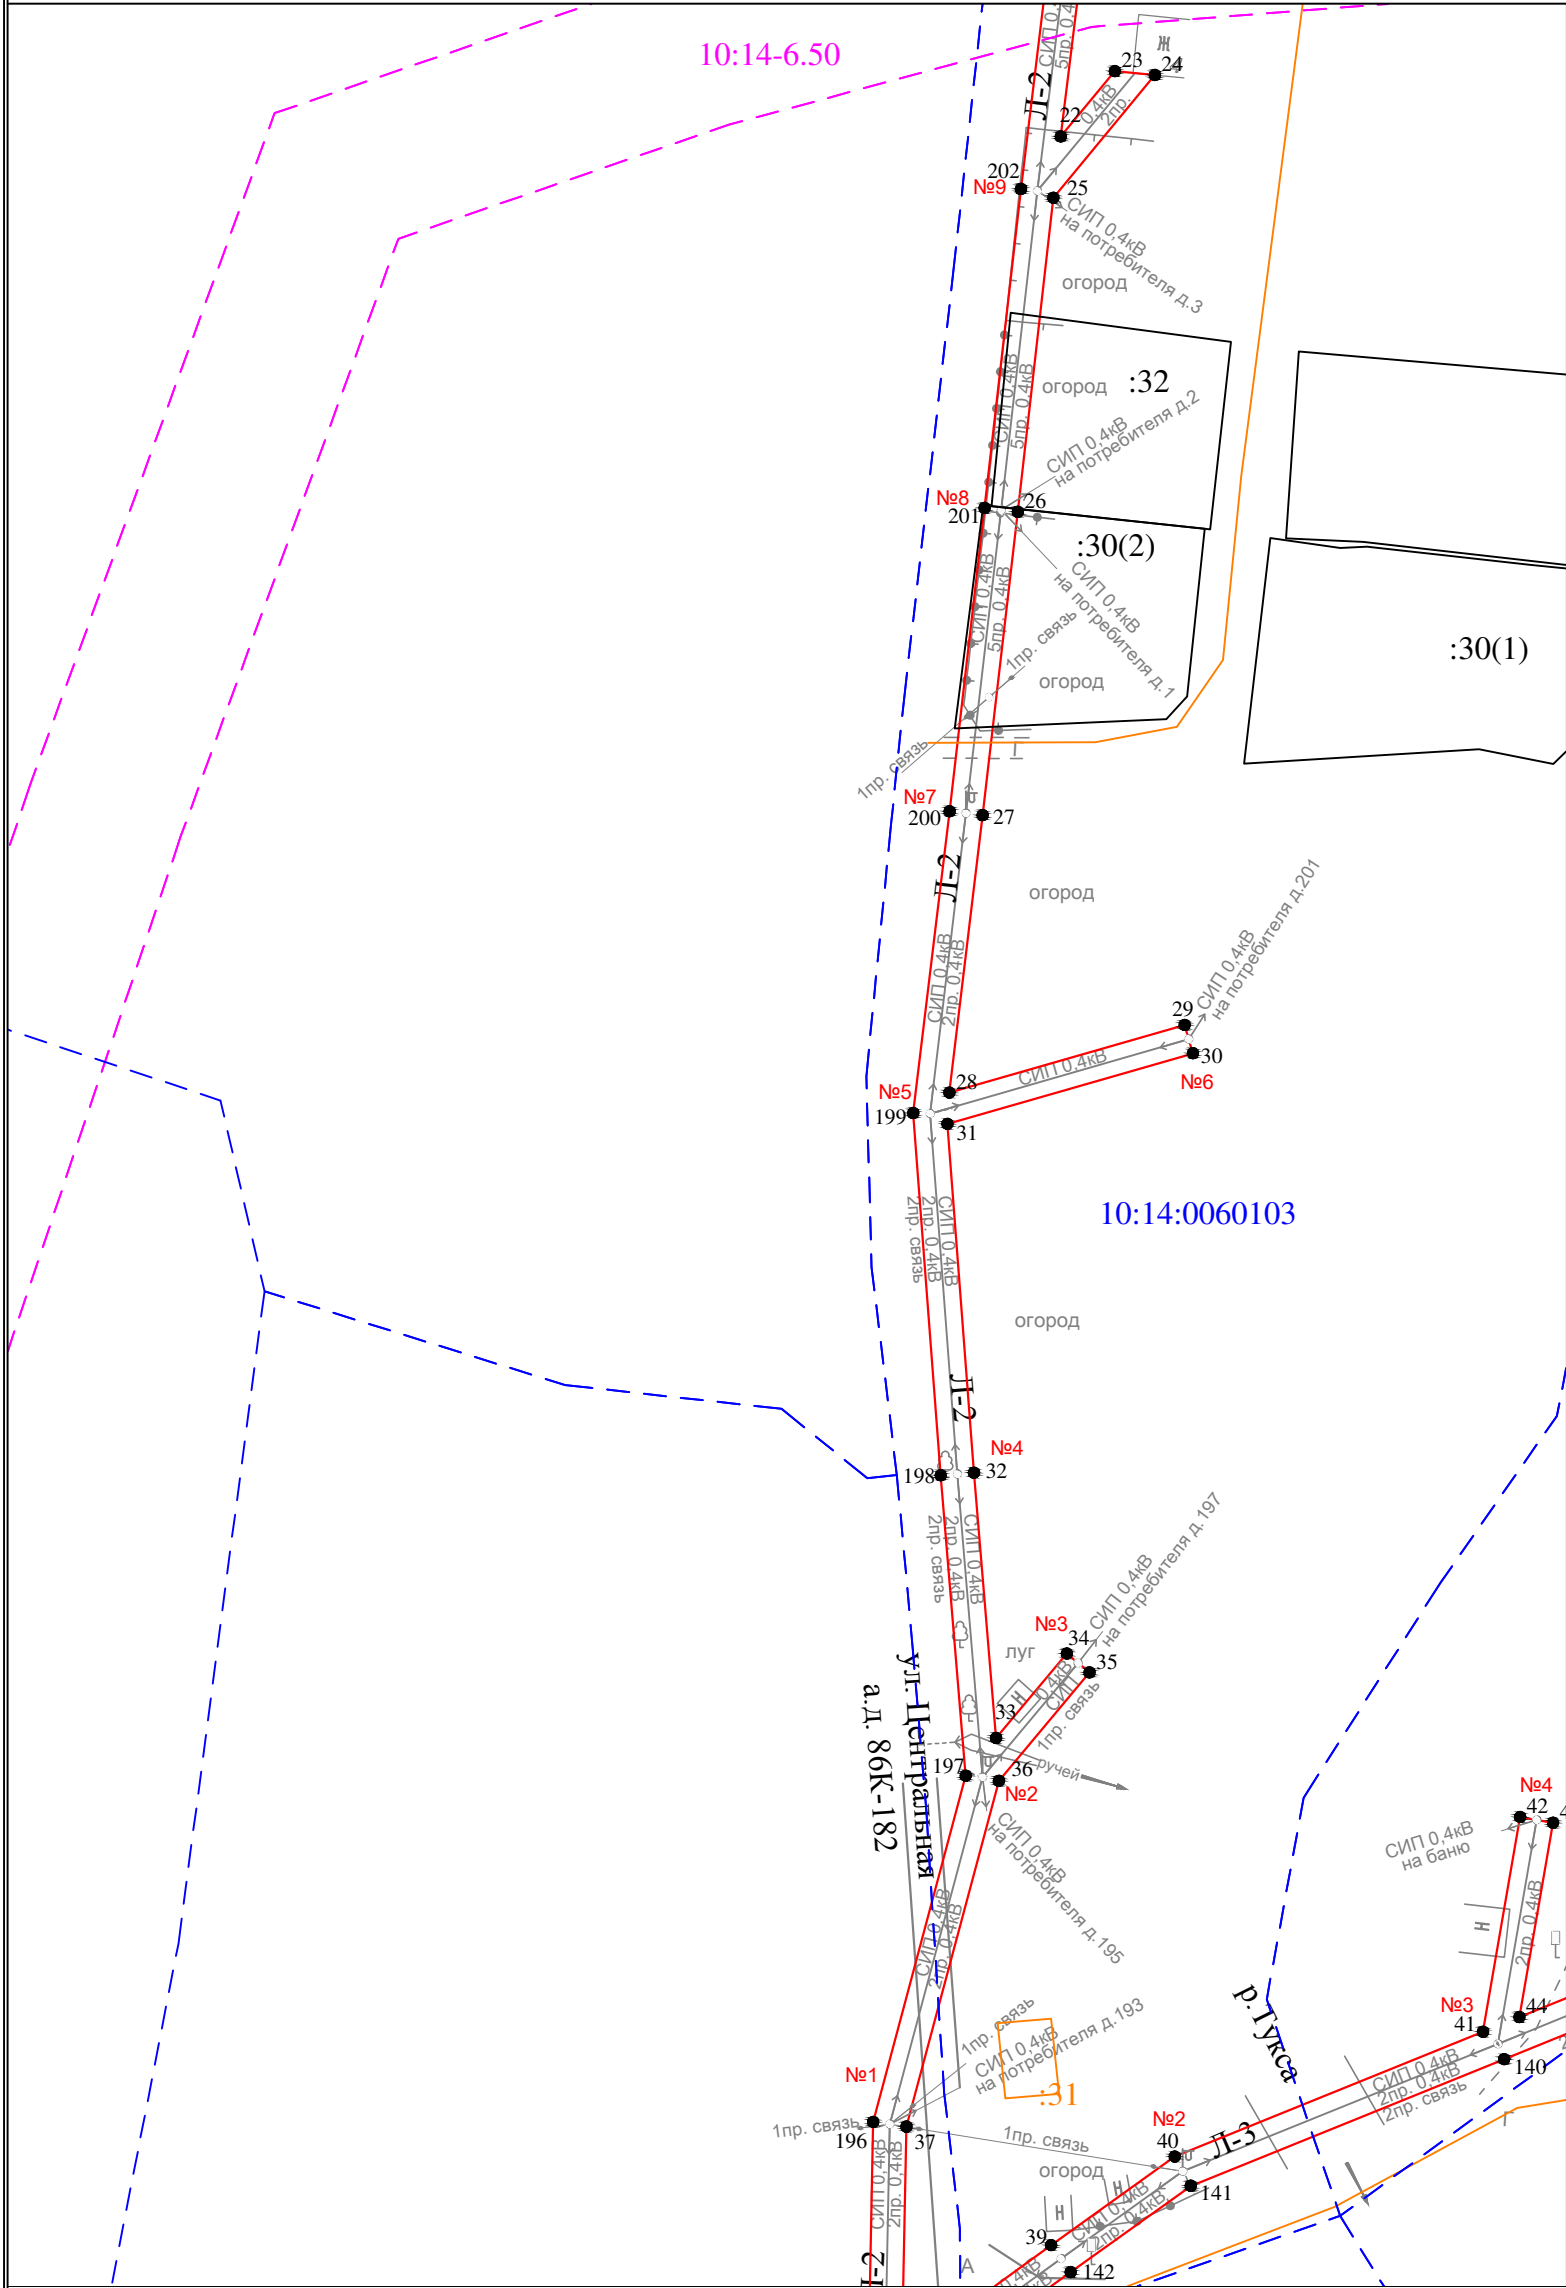 10:14-6.50
Ж
23
24
СИП 0,
5пр. 0,4
Л-2
0,4кВ
2пр.
22
202
№9
25
СИП 0,4кВ
на потребителя д.3
огород
СИП 0,4кВ
5пр. 0,4кВ
огород
:32
СИП 0,4кВ
на потребителя д.2
№8
201
26
:30(2)
СИП 0,4кВ
на потребителя д.1
СИП 0,4кВ
5пр. 0,4кВ
1пр. связь
огород
:30(1)
1пр. связь
Г
№7
200
27
Л-2
огород
СИП 0,4кВ
2пр. 0,4кВ
СИП 0,4кВ
на потребителя д.201
29
30
№6
СИП 0,4кВ
28
№5
199
31
2пр. связь
2пр. 0,4кВ
СИП 0,4кВ
10:14:0060103
огород
Л-2
№4
198
32
2пр. связь
2пр. 0,4кВ
СИП 0,4кВ
СИП 0,4кВ
на потребителя д.197
№3
34
35
луг
Н
0,4кВ
СИП
1пр. связь
33
ул. Центральная
а.д. 86К-182
197
36
№2
ручей
СИП 0,4кВ
на потребителя д.195
СИП 0,4кВ
2пр. 0,4кВ
№4
42
4
СИП 0,4кВ
на баню
Н
2пр. 0,4кВ
р.Тукса
№3
41
44
140
1пр. связь
СИП 0,4кВ
на потребителя д.193
:31
№1
1пр. связь
196
37
СИП 0,4кВ
2пр. 0,4кВ
1пр. связь
СИП 0,4кВ
2пр. 0,4кВ
2пр. связь
№2
40
Л-3
Г
огород
141
Н
Н
СИП 0,4кВ
2пр. 0,4кВ
39
142
А
0,4кВ
Л-2